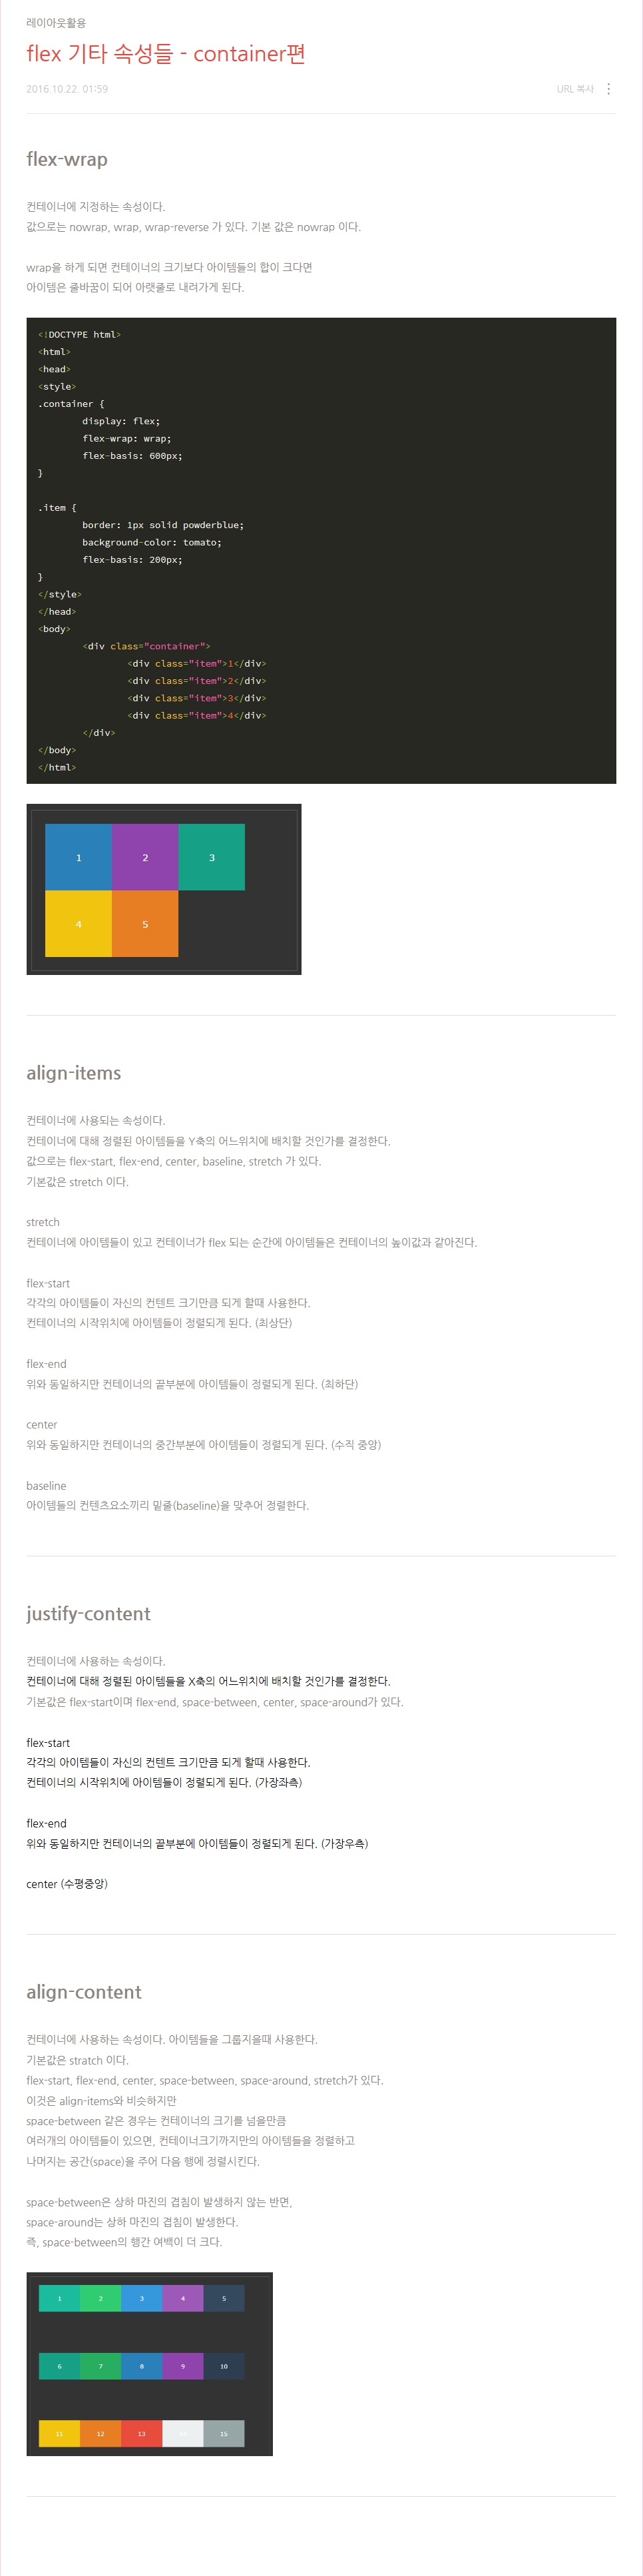 레이아웃활용
flex 기타 속성들 - container편
2016.10.22. 01:59
URL 복사
flex-wrap
컨테이너에 지정하는 속성이다.
값으로는 nowrap, wrap, wrap-reverse 가 있다. 기본 값은 nowrap 이다.
wrap을 하게 되면 컨테이너의 크기보다 아이템들의 합이 크다면
아이템은 줄바꿈이 되어 아랫줄로 내려가게 된다.
<!DOCTYPE html>
<html>
<head>
<style>
.container {
display: flex;
flex-wrap: wrap;
flex-basis: 600px;
}
.item {
border: 1px solid powderblue;
background-color: tomato;
flex-basis: 200px;
}
</style>
</head>
<body>
<div class="container">
<div class="item">1</div>
<div class="item">2</div>
<div class="item">3</div>
<div class="item">4</div>
</div>
</body>
</html>
1 2 3
4 5
align-items
컨테이너에 사용되는 속성이다.
컨테이너에 대해 정렬된 아이템들을 Y축의 어느위치에 배치할 것인가를 결정한다.
값으로는 flex-start, flex-end, center, baseline, stretch 가 있다.
기본값은 stretch 이다.
stretch
컨테이너에 아이템들이 있고 컨테이너가 flex 되는 순간에 아이템들은 컨테이너의 높이값과 같아진다.
flex-start
각각의 아이템들이 자신의 컨텐트 크기만큼 되게 할때 사용한다.
컨테이너의 시작위치에 아이템들이 정렬되게 된다. (최상단)
flex-end
위와 동일하지만 컨테이너의 끝부분에 아이템들이 정렬되게 된다. (최하단)
center
위와 동일하지만 컨테이너의 중간부분에 아이템들이 정렬되게 된다. (수직 중앙)
baseline
아이템들의 컨텐츠요소끼리 밑줄(baseline)을 맞추어 정렬한다.
justify-content
컨테이너에 사용하는 속성이다.
컨테이너에 대해 정렬된 아이템들을 X축의 어느위치에 배치할 것인가를 결정한다.
기본값은 flex-start이며 flex-end, space-between, center, space-around가 있다.
flex-start
각각의 아이템들이 자신의 컨텐트 크기만큼 되게 할때 사용한다.
컨테이너의 시작위치에 아이템들이 정렬되게 된다. (가장좌측)
flex-end
위와 동일하지만 컨테이너의 끝부분에 아이템들이 정렬되게 된다. (가장우측)
center (수평중앙)
align-content
컨테이너에 사용하는 속성이다. 아이템들을 그룹지을때 사용한다.
기본값은 stratch 이다.
flex-start, flex-end, center, space-between, space-around, stretch가 있다.
이것은 align-items와 비슷하지만
space-between 같은 경우는 컨테이너의 크기를 넘을만큼
여러개의 아이템들이 있으면, 컨테이너크기까지만의 아이템들을 정렬하고
나머지는 공간(space)을 주어 다음 행에 정렬시킨다.
space-between은 상하 마진의 겹침이 발생하지 않는 반면,
space-around는 상하 마진의 겹침이 발생한다.
즉, space-between의 행간 여백이 더 크다.
1 2 3 4 5
6 7 8 9 10
11 12 13 15